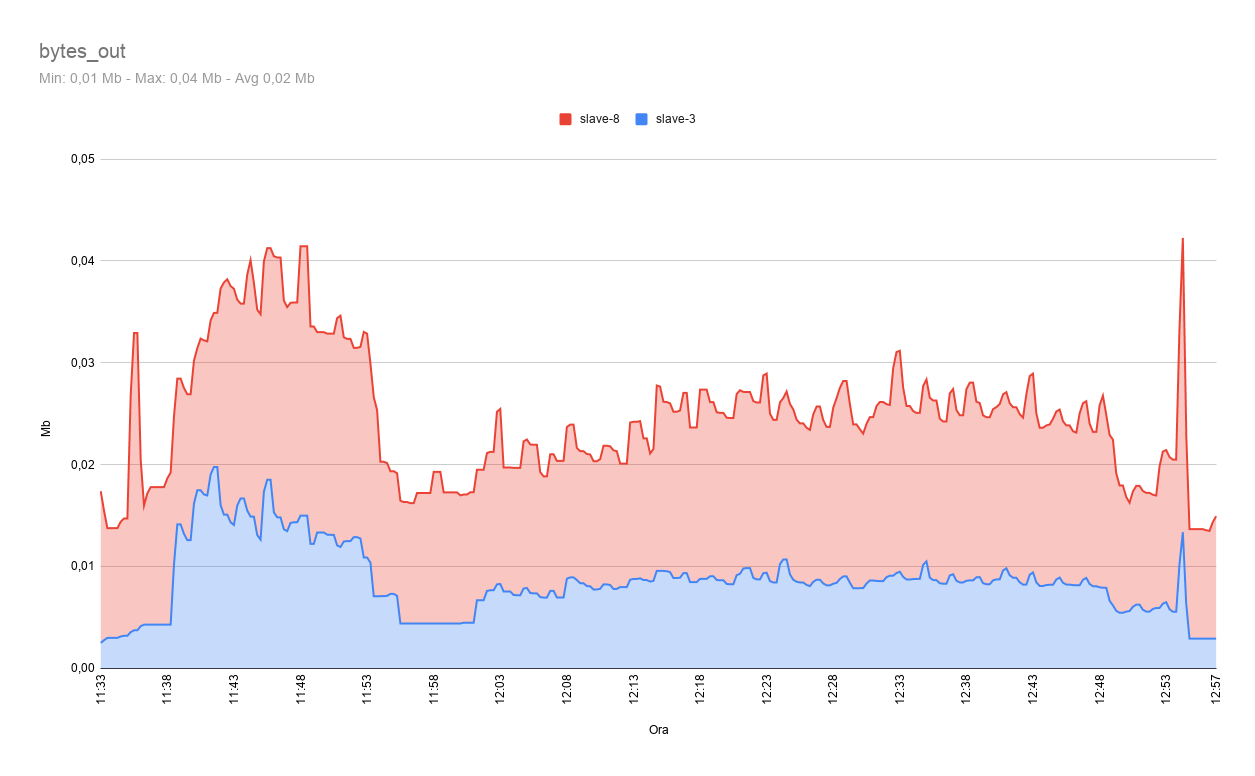 bytes_out
Min: 0,01 Mb - Max: 0,04 Mb - Avg 0,02 Mb
slave-8 slave-3
0,05
0,04
0,03
0,02
0,01
0,00
Mb
11:33 11:38 11:43 11:48 11:53 11:58 12:03 12:08 12:13 12:18 12:23 12:28 12:33 12:38 12:43 12:48 12:53 12:57
Ora